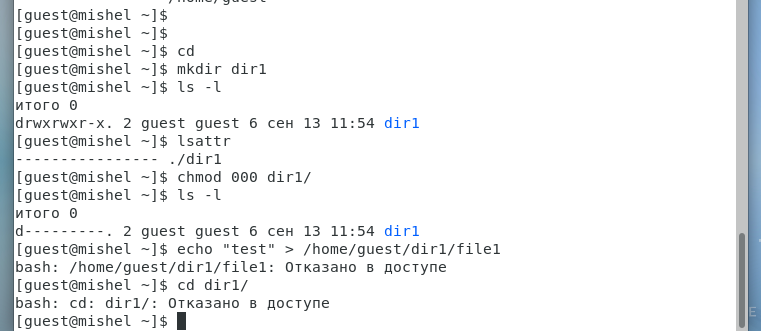 /home/guest
[guest@mishel ~]$
[guest@mishel ~]$
[guest@mishel ~]$ cd
[guest@mishel ~]$ mkdir dir1
[guest@mishel ~]$ ls -l
итого 0
drwxrwxr-x. 2 guest guest 6 сен 13 11:54 dir1
[guest@mishel ~]$ lsattr
---------------- ./dir1
[guest@mishel ~]$ chmod 000 dir1/
[guest@mishel ~]$ ls -l
итого 0
d---------. 2 guest guest 6 сен 13 11:54 dir1
[guest@mishel ~]$ echo "test" > /home/guest/dir1/file1
bash: /home/guest/dir1/file1: Отказано в доступе
[guest@mishel ~]$ cd dir1/
bash: cd: dir1/: Отказано в доступе
[guest@mishel ~]$